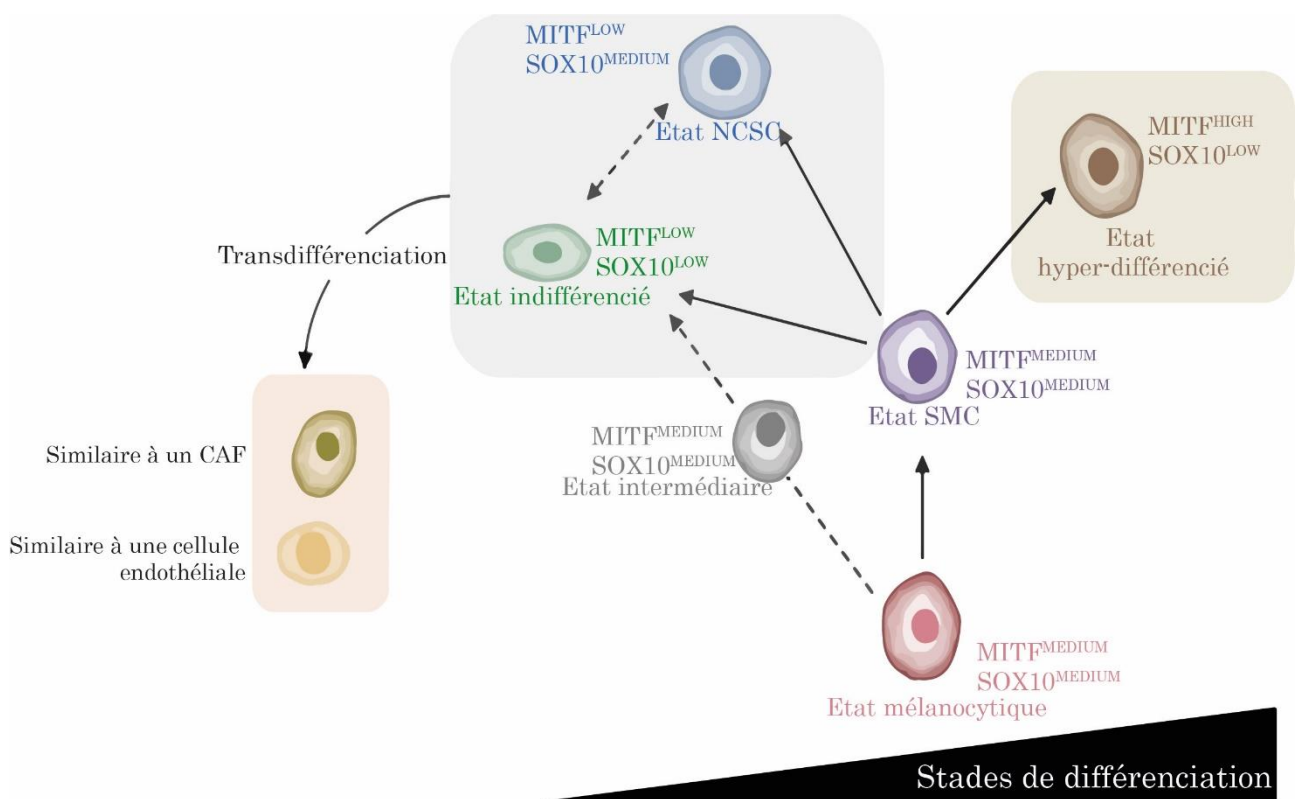 MITF^LOW
SOX10^MEDIUM
Etat NCSC
MITF^HIGH
SOX10^LOW
Etat
hyper-différencié
Transdifférenciation
MITF^LOW
SOX10^LOW
Etat indifférencié
MITF^MEDIUM
SOX10^MEDIUM
Etat SMC
MITF^MEDIUM
SOX10^MEDIUM
Etat intermédiaire
Similaire à un CAF
Similaire à une cellule
endothéliale
MITF^MEDIUM
SOX10^MEDIUM
Etat mélanocytique
Stades de différenciation